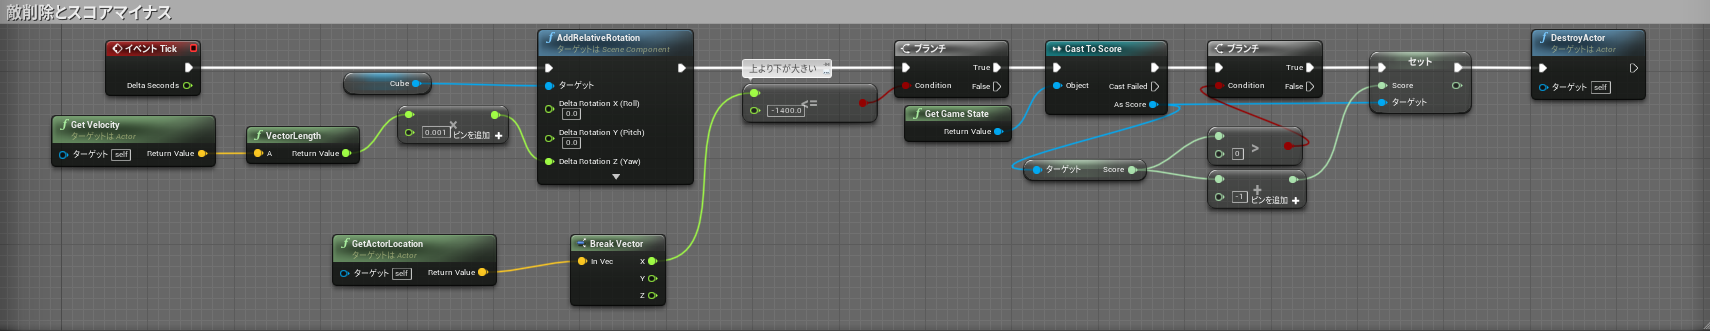 敵削除とスコアマイナス
イベント Tick
Delta Seconds
Get Velocity
ターゲットは Actor
ターゲット self Return Value
VectorLength
A Return Value
Cube
×
0.001 ピンを追加 +
AddRelativeRotation
ターゲットは Scene Component
ターゲット
Delta Rotation X (Roll)
0.0
Delta Rotation Y (Pitch)
0.0
Delta Rotation Z (Yaw)
GetActorLocation
ターゲットは Actor
ターゲット self Return Value
Break Vector
In Vec X
Y
Z
上より下が大きい
<=
-1400.0
ブランチ
True
Condition False
Get Game State
Return Value
Cast To Score
Object Cast Failed
As Score
ターゲット Score
ブランチ
True
Condition False
0 >
+
-1 ピンを追加 +
セット
Score
ターゲット
DestroyActor
ターゲットは Actor
ターゲット self